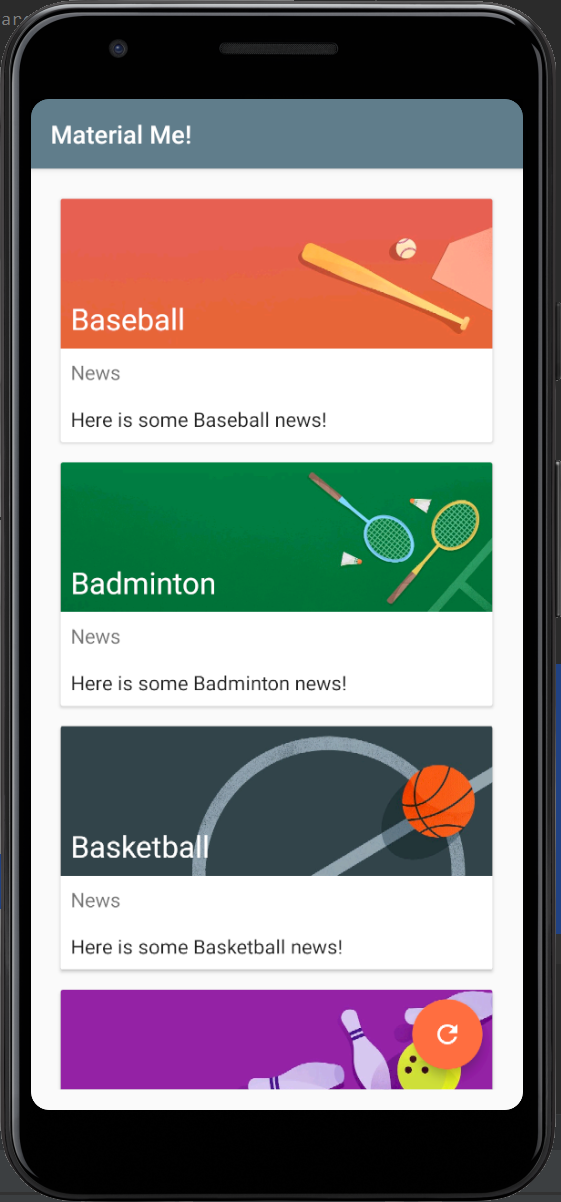 Material Me!
Baseball
News
Here is some Baseball news!
Badminton
News
Here is some Badminton news!
Basketball
News
Here is some Basketball news!